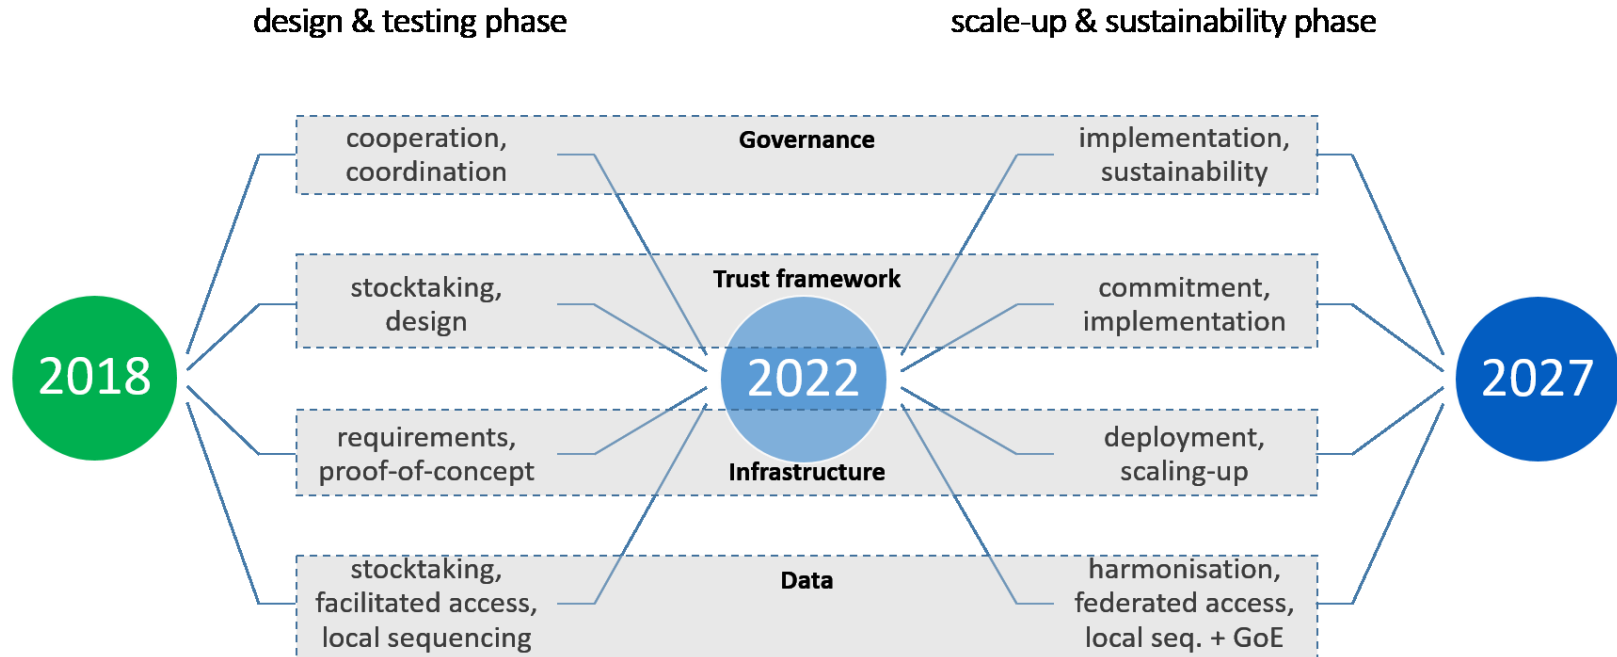 design & testing phase
scale-up & sustainability phase
cooperation,
coordination
Governance
implementation,
sustainability
stocktaking,
design
Trust framework
commitment,
implementation
2018
2022
2027
requirements,
proof-of-concept
Infrastructure
deployment,
scaling-up
stocktaking,
facilitated access,
local sequencing
Data
harmonisation,
federated access,
local seq. + GoE